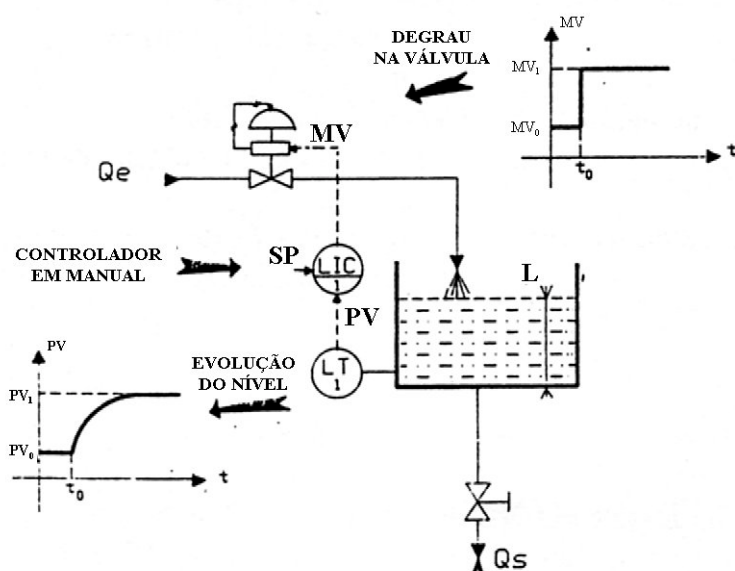 MV
DEGRAU
NA VÁLVULA
MV1
MV0
t
t0
MV
Qe
CONTROLADOR
EM MANUAL
SP
LIC
1
L
PV
PV
EVOLUÇÃO
DO NÍVEL
LT
1
PV1
PV0
t
t0
Qs